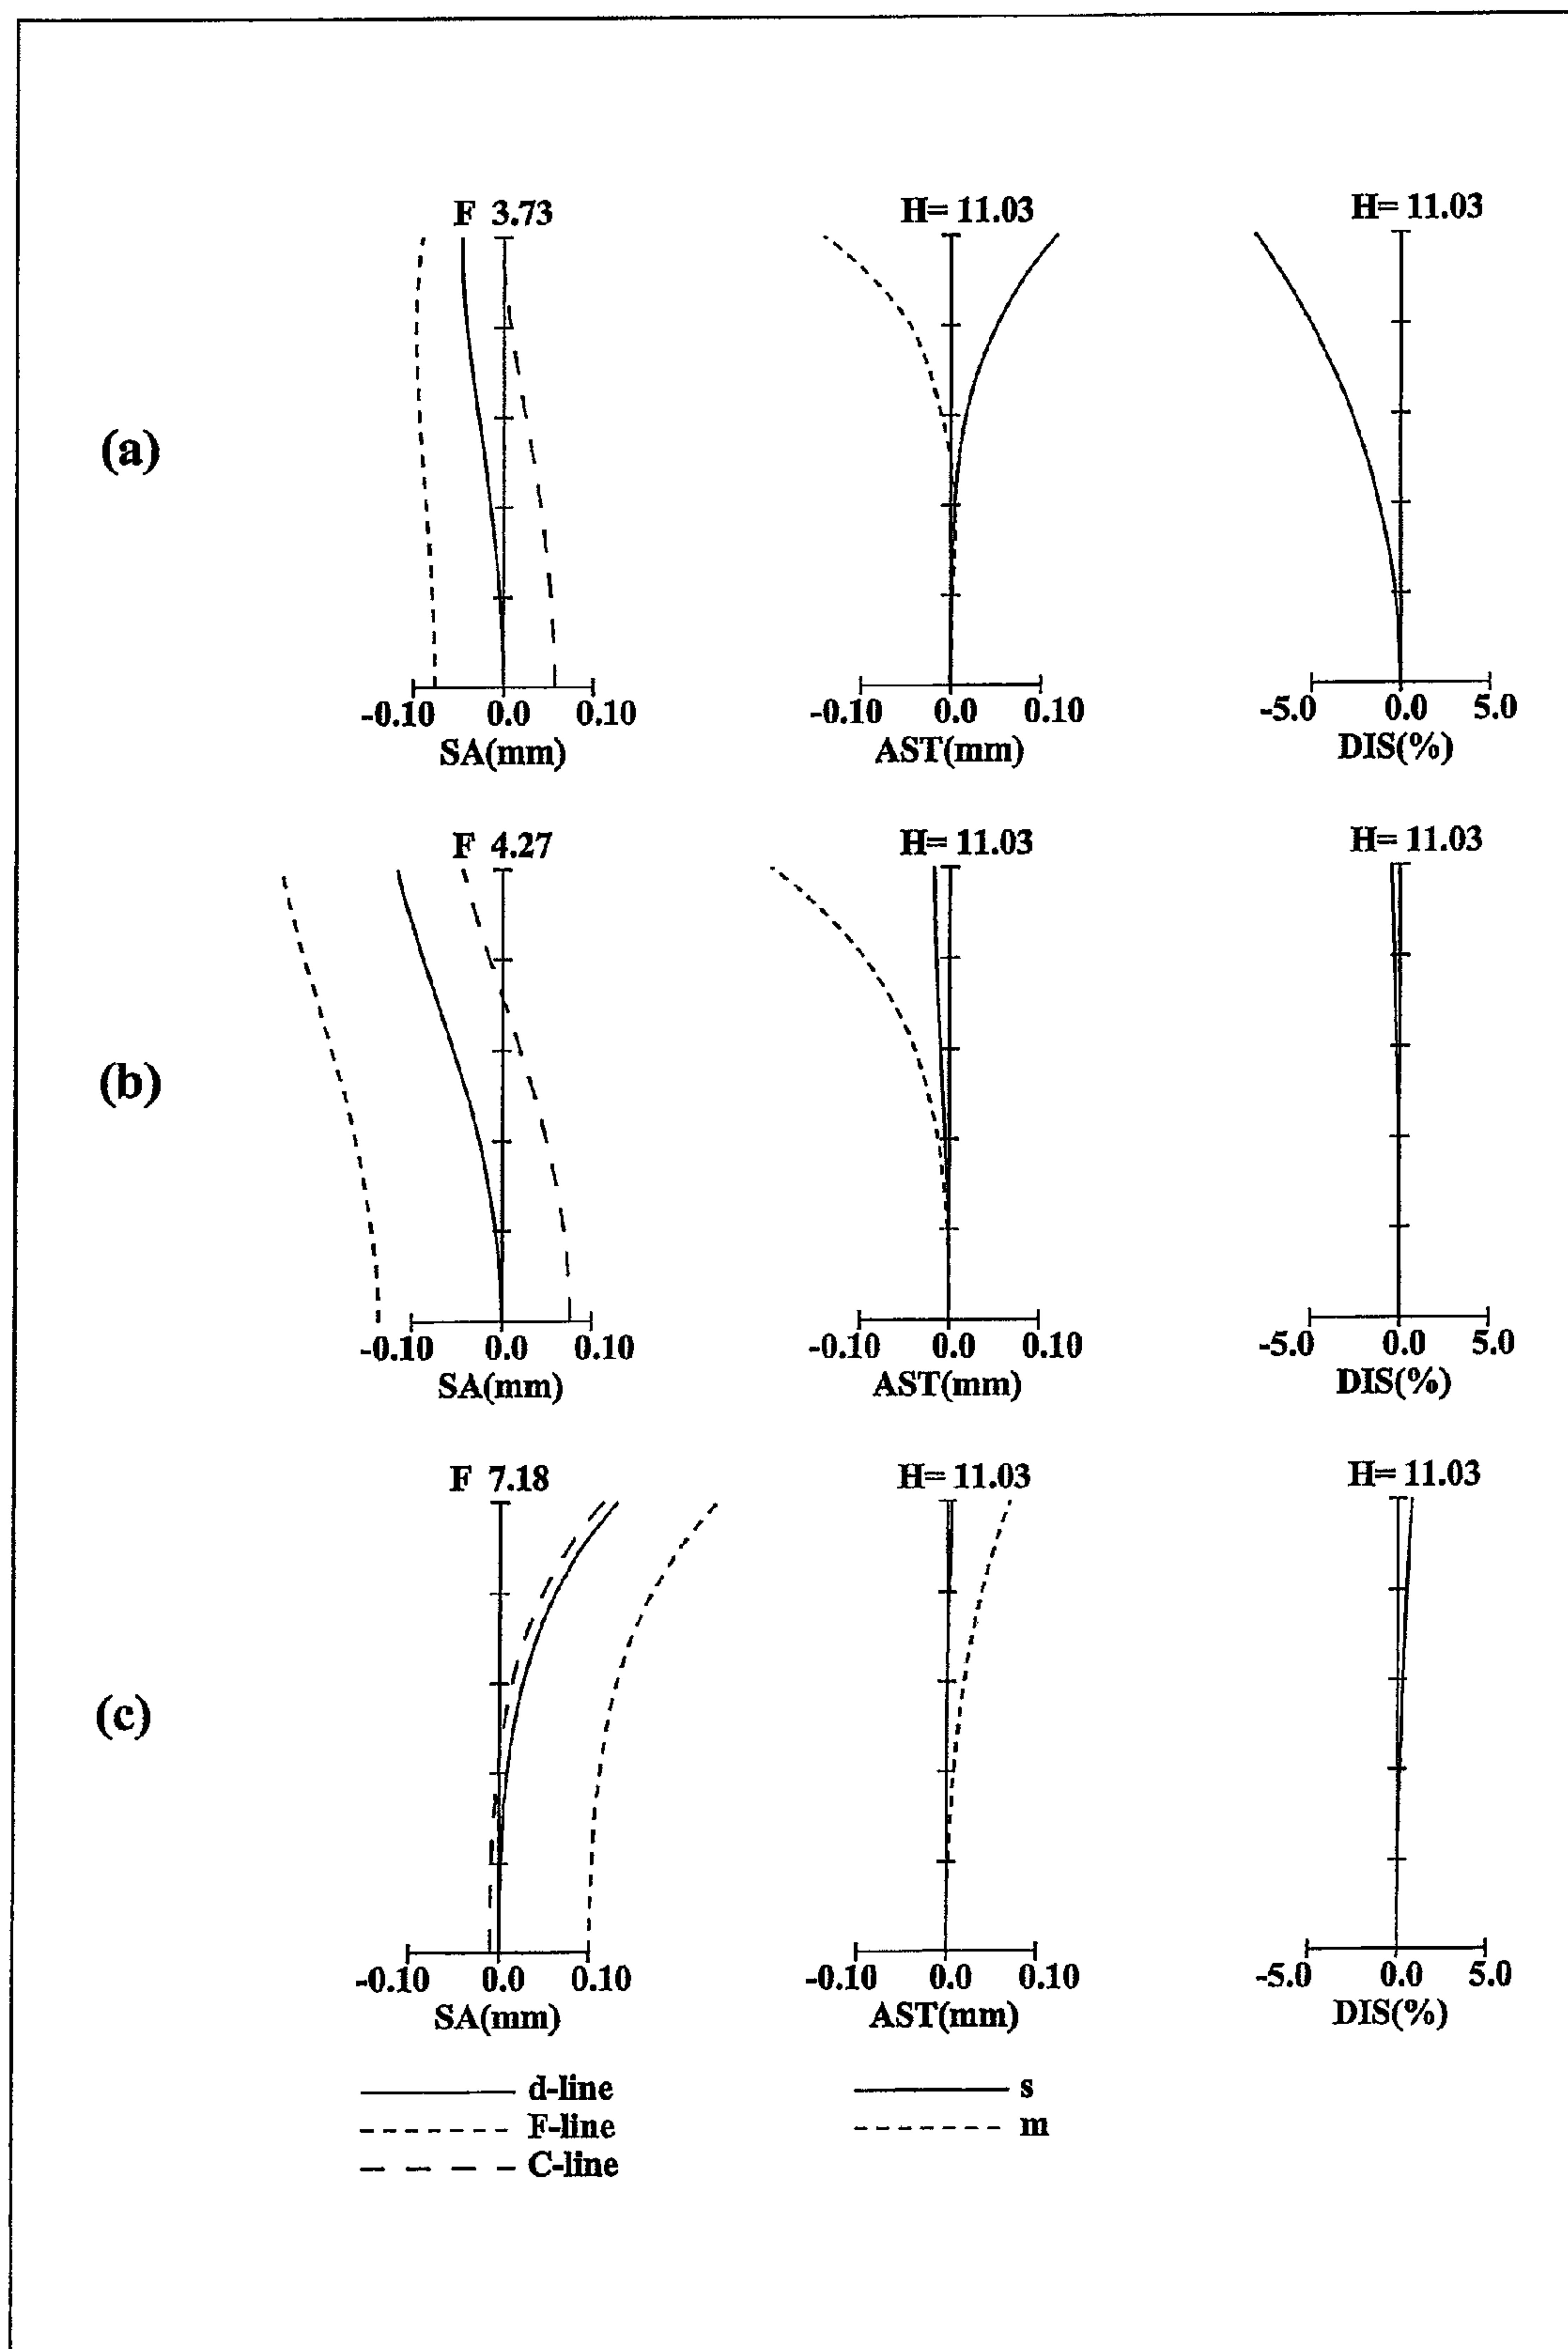 F 3.73
H= 11.03
H= 11.03
(a)
-0.10 0.0 0.10
SA(mm)
-0.10 0.0 0.10
AST(mm)
-5.0 0.0 5.0
DIS(%)
F 4.27
H= 11.03
H= 11.03
(b)
-0.10 0.0 0.10
SA(mm)
-0.10 0.0 0.10
AST(mm)
-5.0 0.0 5.0
DIS(%)
F 7.18
H= 11.03
H= 11.03
(c)
-0.10 0.0 0.10
SA(mm)
-0.10 0.0 0.10
AST(mm)
-5.0 0.0 5.0
DIS(%)
d-line
F-line
C-line
s
m